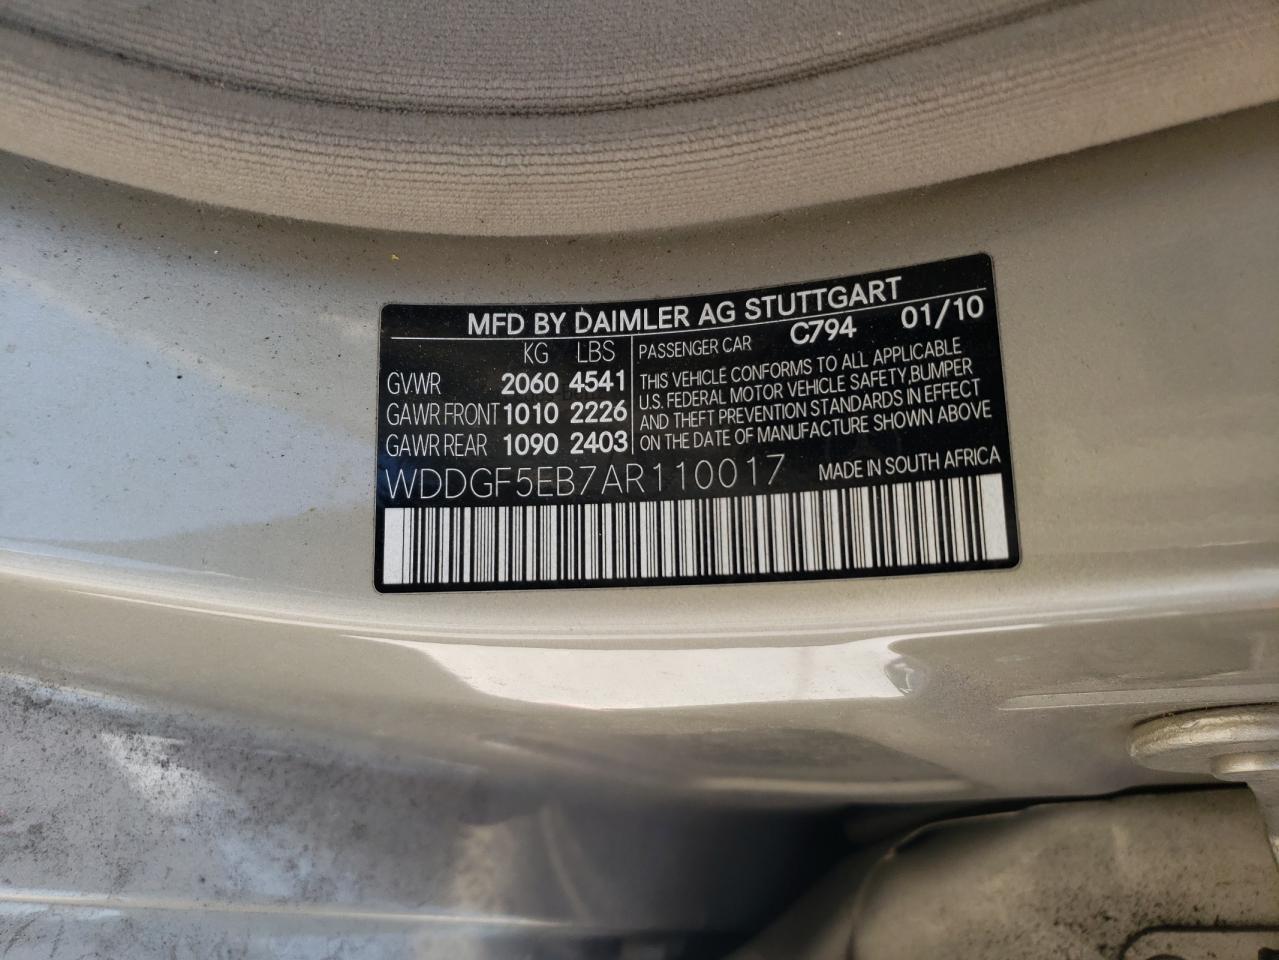 MFD BY DAIMLER AG STUTTGART
KG LBS
GVWR 2060 4541
GAWR FRONT 1010 2226
GAWR REAR 1090 2403
PASSENGER CAR C794 01/10
THIS VEHICLE CONFORMS TO ALL APPLICABLE
U.S. FEDERAL MOTOR VEHICLE SAFETY, BUMPER
AND THEFT PREVENTION STANDARDS IN EFFECT
ON THE DATE OF MANUFACTURE SHOWN ABOVE
WDDGF5EB7AR110017 MADE IN SOUTH AFRICA